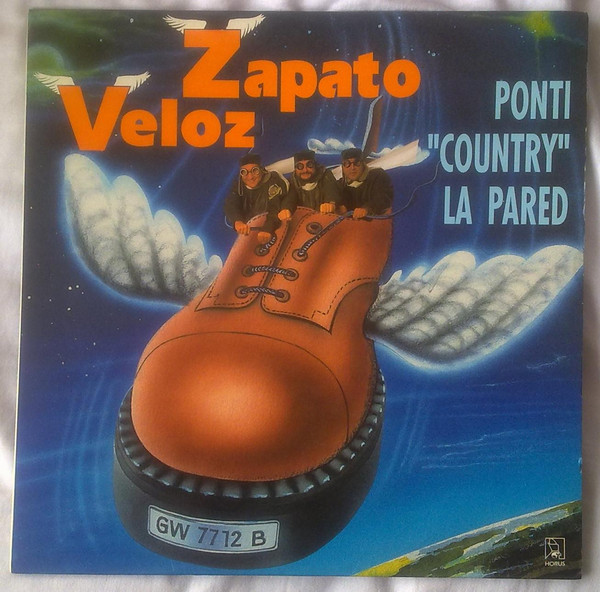 Zapato
Veloz
PONTI
"COUNTRY"
LA PARED
GW 7712 B
HORUS